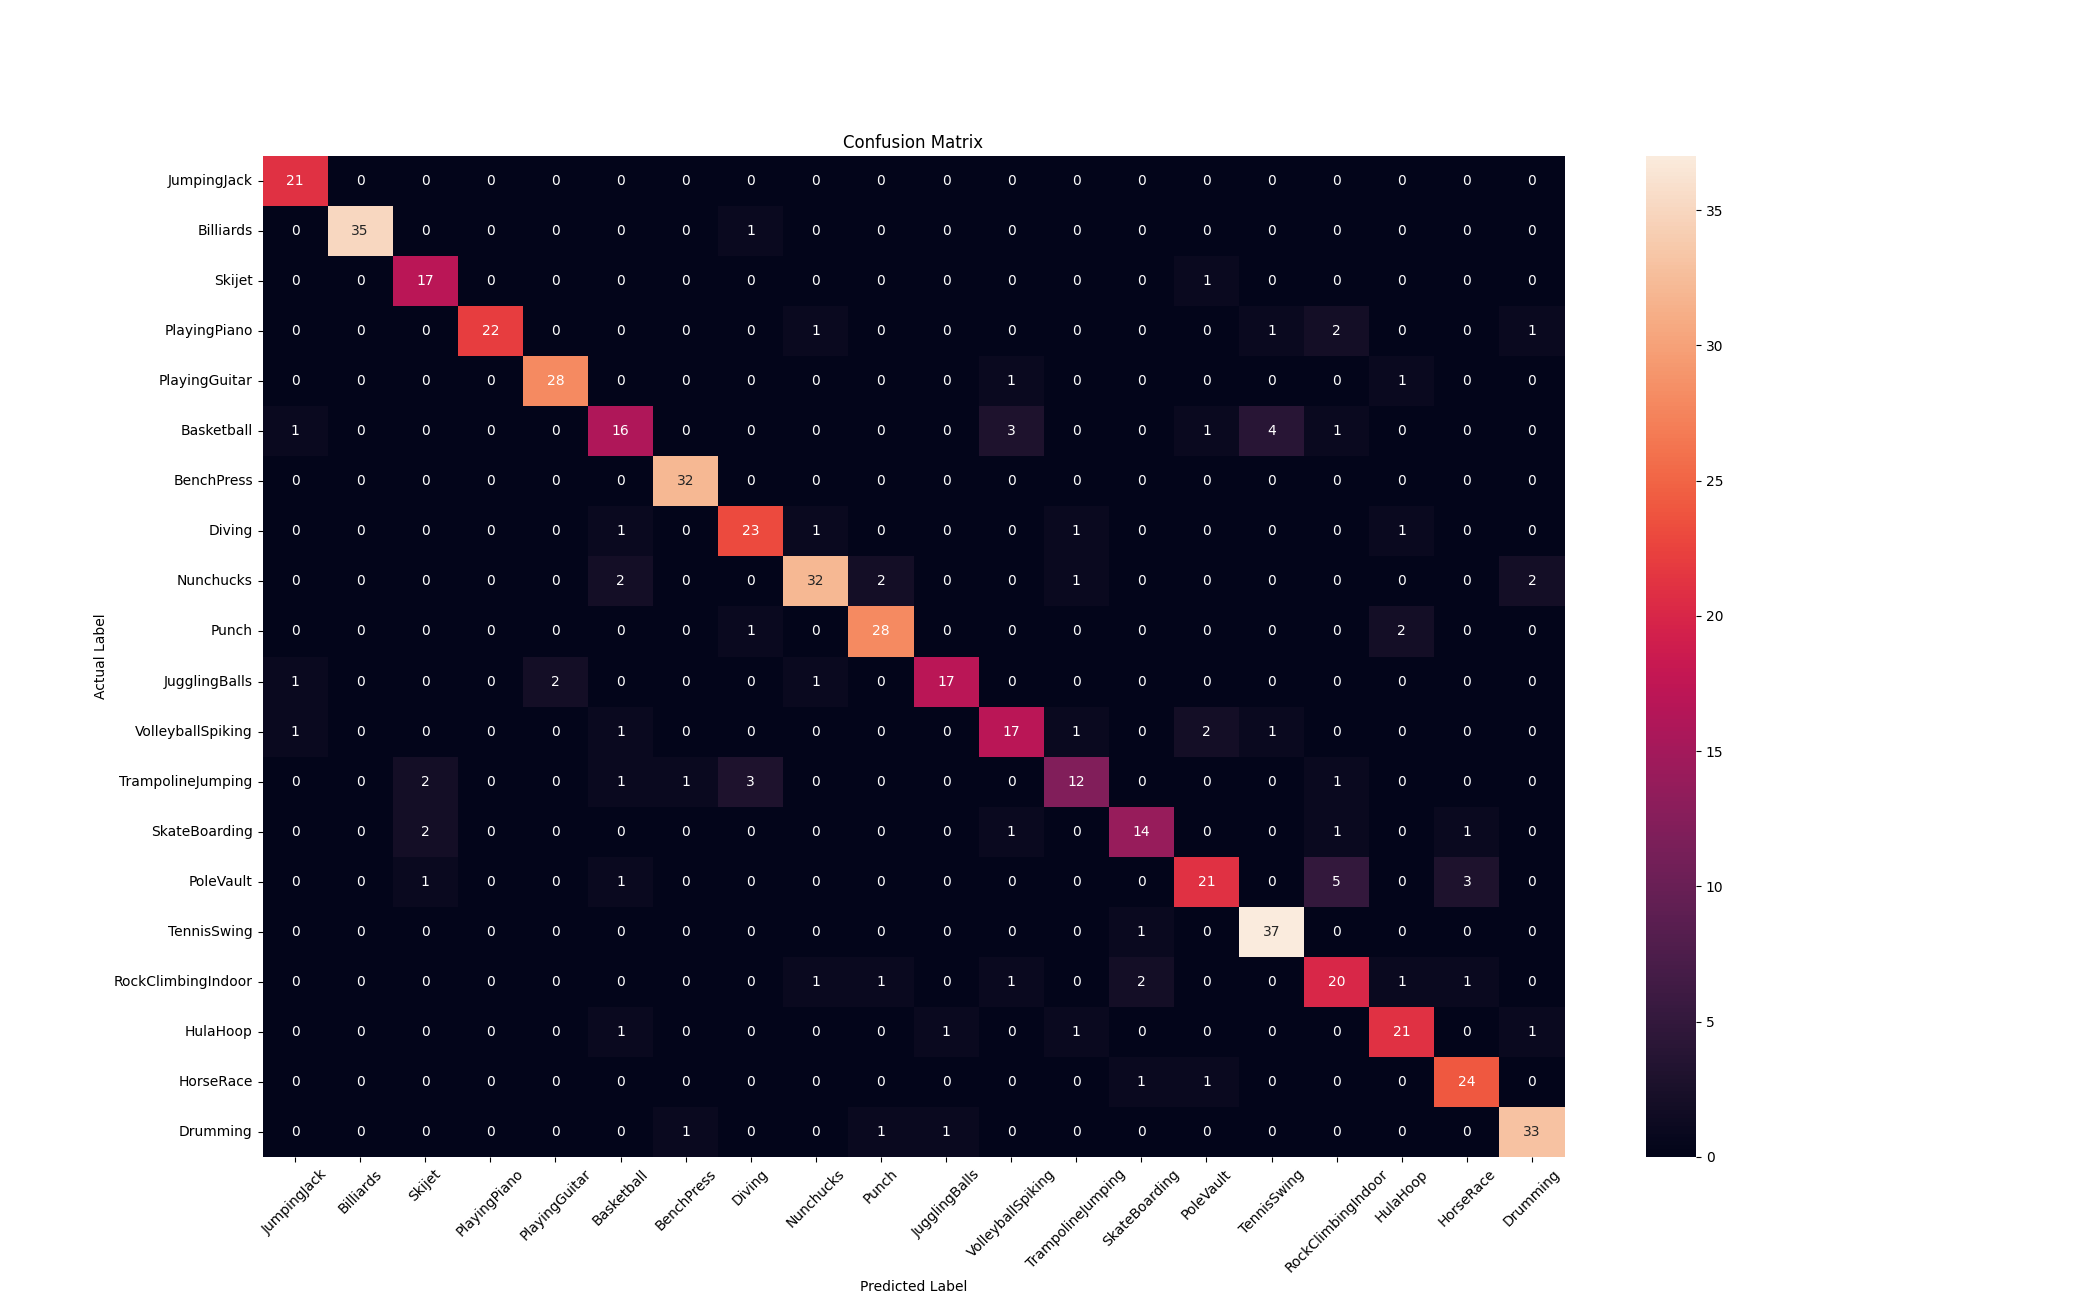 Confusion Matrix
JumpingJack 21 0 0 0 0 0 0 0 0 0 0 0 0 0 0 0 0 0 0 0
Billiards 0 35 0 0 0 0 0 1 0 0 0 0 0 0 0 0 0 0 0 0
Skijet 0 0 17 0 0 0 0 0 0 0 0 0 0 0 1 0 0 0 0 0
PlayingPiano 0 0 0 22 0 0 0 0 1 0 0 0 0 0 0 1 2 0 0 1
PlayingGuitar 0 0 0 0 28 0 0 0 0 0 0 1 0 0 0 0 0 1 0 0
Basketball 1 0 0 0 0 16 0 0 0 0 0 3 0 0 1 4 1 0 0 0
BenchPress 0 0 0 0 0 0 32 0 0 0 0 0 0 0 0 0 0 0 0 0
Diving 0 0 0 0 0 1 0 23 1 0 0 0 1 0 0 0 0 1 0 0
Nunchucks 0 0 0 0 0 2 0 0 32 2 0 0 1 0 0 0 0 0 0 2
Punch 0 0 0 0 0 0 0 1 0 28 0 0 0 0 0 0 0 2 0 0
JugglingBalls 1 0 0 0 2 0 0 0 1 0 17 0 0 0 0 0 0 0 0 0
VolleyballSpiking 1 0 0 0 0 1 0 0 0 0 0 17 1 0 2 1 0 0 0 0
TrampolineJumping 0 0 2 0 0 1 1 3 0 0 0 0 12 0 0 0 1 0 0 0
SkateBoarding 0 0 2 0 0 0 0 0 0 0 0 1 0 14 0 0 1 0 1 0
PoleVault 0 0 1 0 0 1 0 0 0 0 0 0 0 0 21 0 5 0 3 0
TennisSwing 0 0 0 0 0 0 0 0 0 0 0 0 0 1 0 37 0 0 0 0
RockClimbingIndoor 0 0 0 0 0 0 0 0 1 1 0 1 0 2 0 0 20 1 1 0
HulaHoop 0 0 0 0 0 1 0 0 0 0 1 0 1 0 0 0 0 21 0 1
HorseRace 0 0 0 0 0 0 0 0 0 0 0 0 0 1 1 0 0 0 24 0
Drumming 0 0 0 0 0 0 1 0 0 1 1 0 0 0 0 0 0 0 0 33
Actual Label
JumpingJack
Billiards
Skijet
PlayingPiano
PlayingGuitar
Basketball
BenchPress
Diving
Nunchucks
Punch
JugglingBalls
VolleyballSpiking
TrampolineJumping
SkateBoarding
PoleVault
TennisSwing
RockClimbingIndoor
HulaHoop
HorseRace
Drumming
Predicted Label
35
30
25
20
15
10
5
0